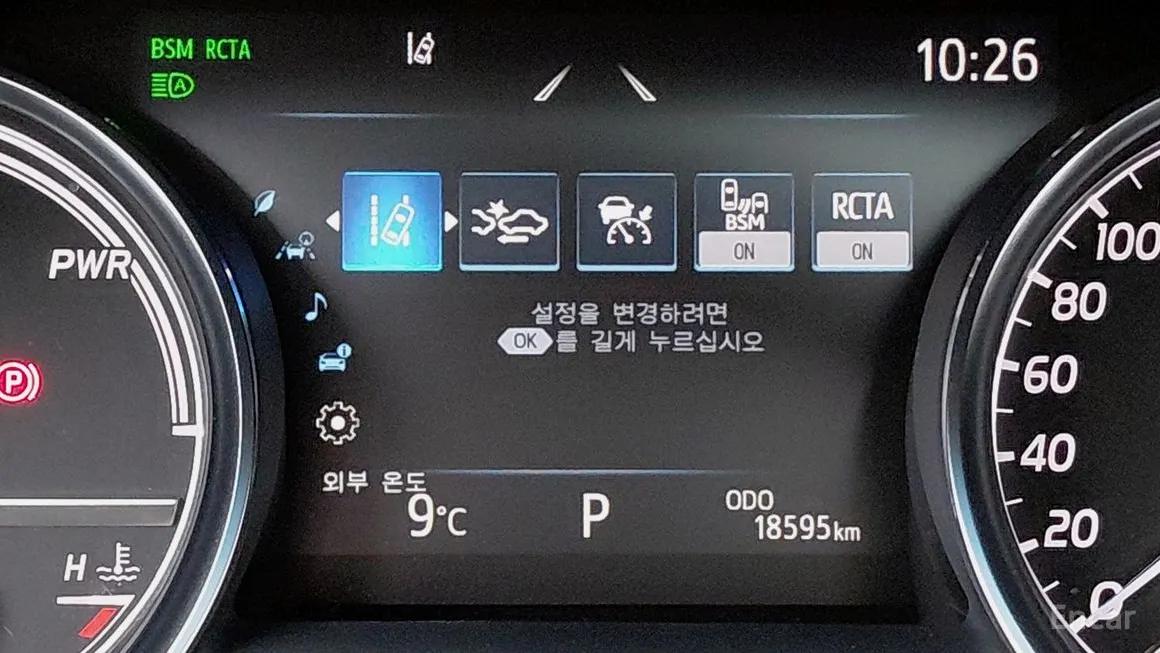 BSM RCTA
A
10:26
BSM
ON
RCTA
ON
설정을 변경하려면
OK를 길게 누르십시오
PWR
P
외부 온도
9°C
P
ODO
18595km
H
100
80
60
40
20
0
Encar